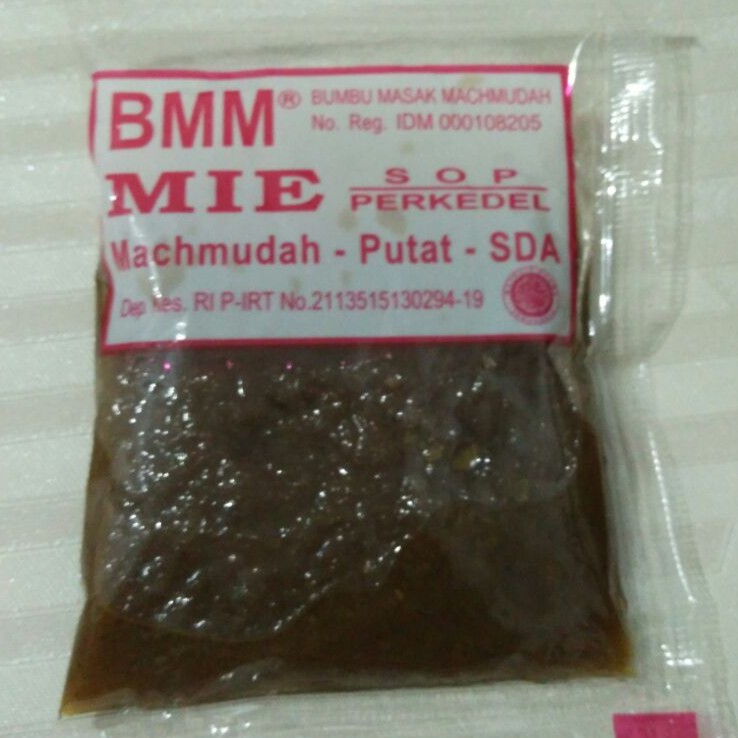 BMM® BUMBU MASAK MACHMUDAH
No. Reg. IDM 000108205
MIE SOP
PERKEDEL
Machmudah - Putat - SDA
Dep Kes. RI P-IRT No.2113515130294-19